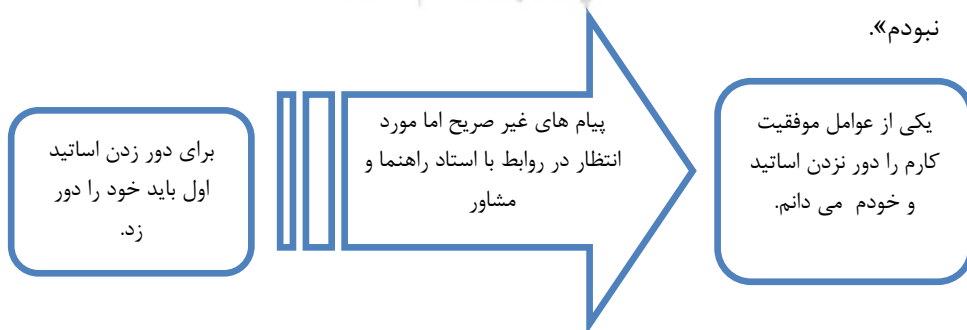 نبودم».
یکی از عوامل موفقیت
کارم را دور نزدن اساتید
و خودم می دانم.
پیام های غیر صریح اما مورد
انتظار در روابط با استاد راهنما و
مشاور
برای دور زدن اساتید
اول باید خود را دور
زد.